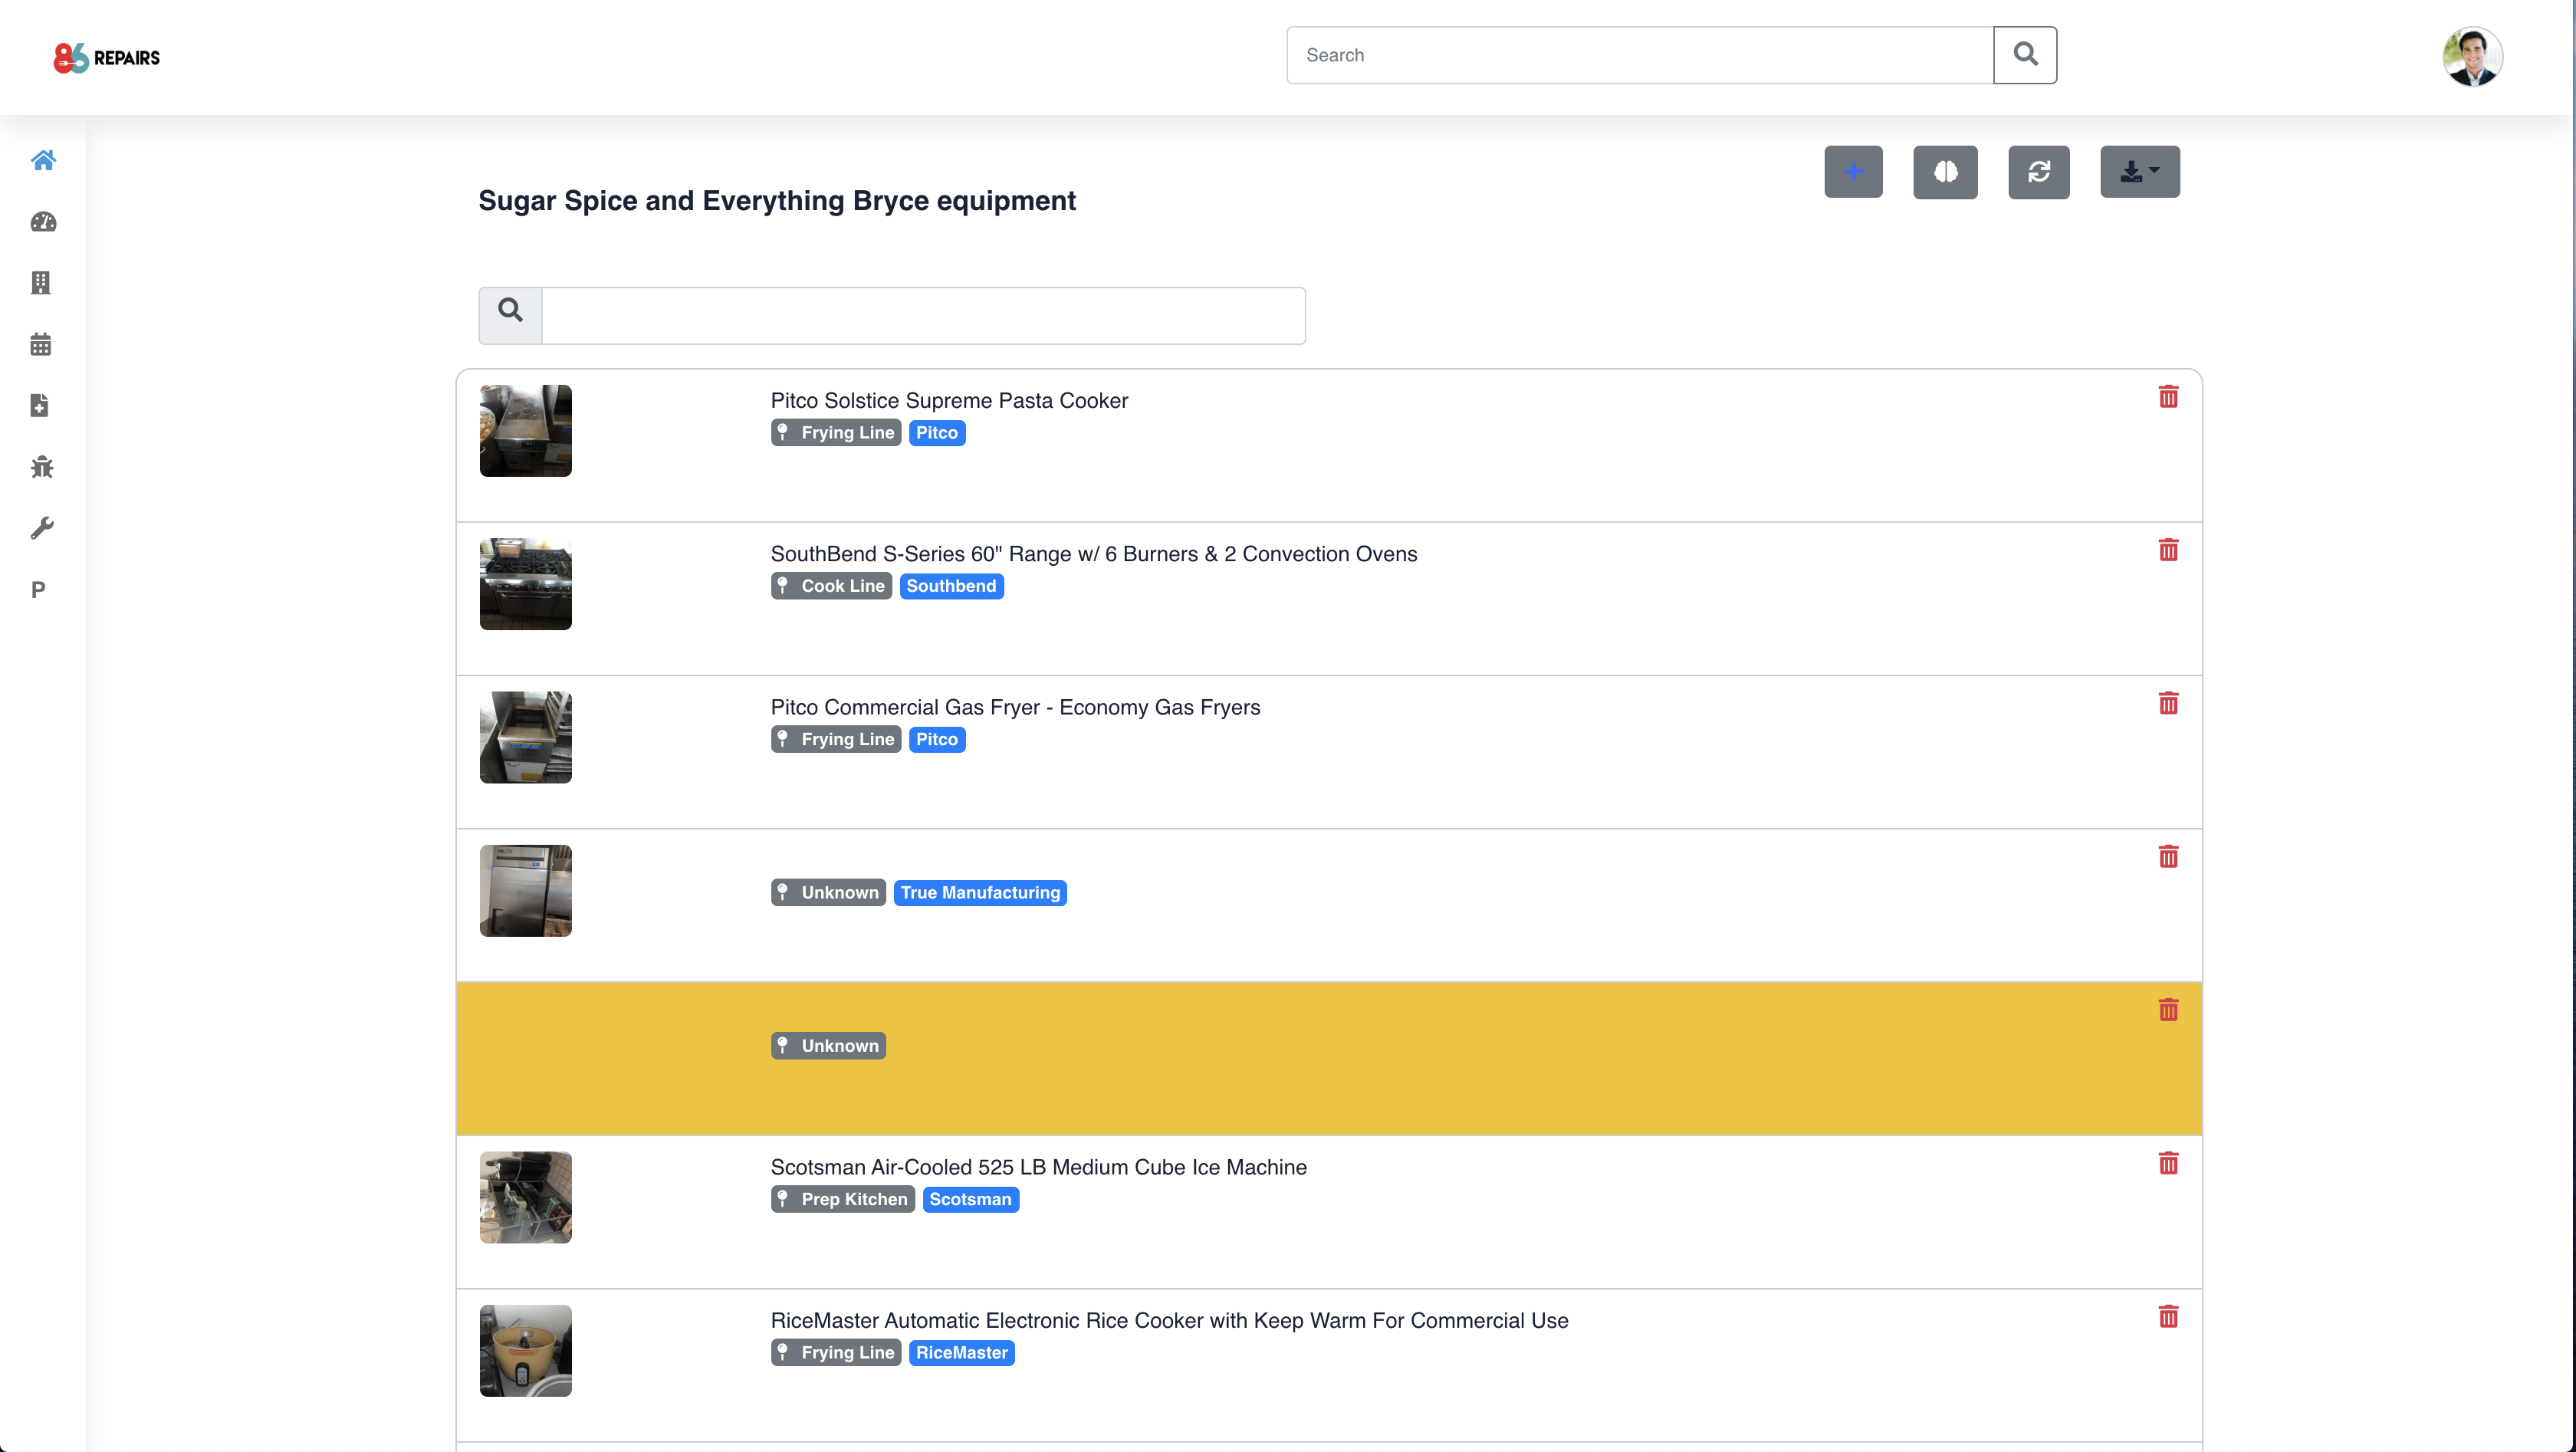 86 REPAIRS
Search
Sugar Spice and Everything Bryce equipment
Pitco Solstice Supreme Pasta Cooker
Frying Line Pitco
SouthBend S-Series 60" Range w/ 6 Burners & 2 Convection Ovens
Cook Line Southbend
Pitco Commercial Gas Fryer - Economy Gas Fryers
Frying Line Pitco
Unknown True Manufacturing
Unknown
Scotsman Air-Cooled 525 LB Medium Cube Ice Machine
Prep Kitchen Scotsman
RiceMaster Automatic Electronic Rice Cooker with Keep Warm For Commercial Use
Frying Line RiceMaster
P